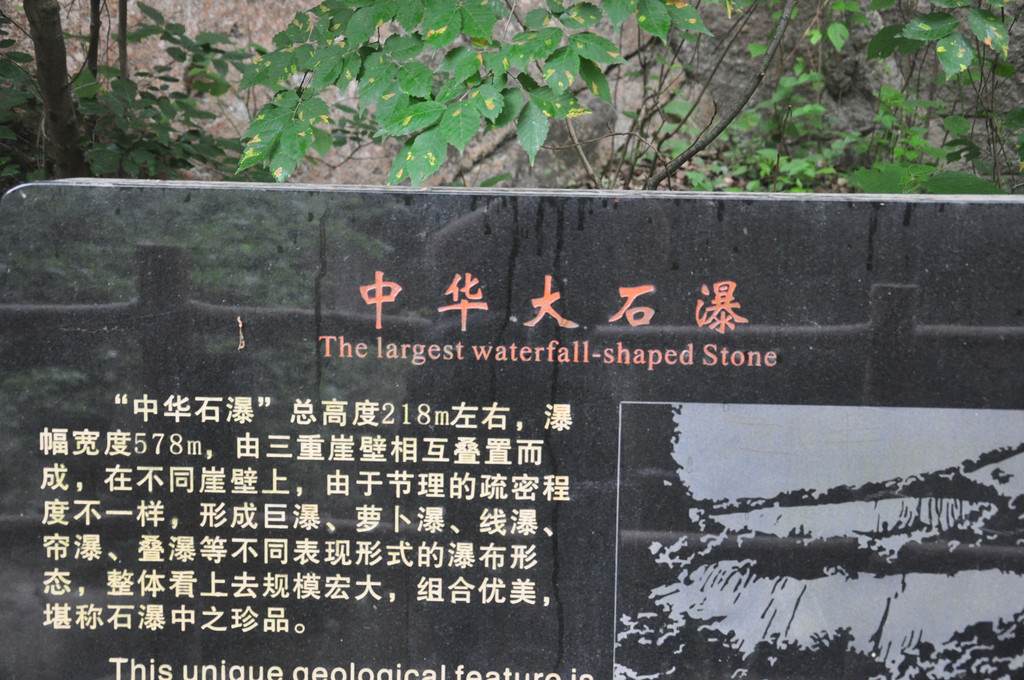 中华大石瀑
The largest waterfall-shaped Stone
“中华石瀑”总高度218m左右，瀑
幅宽度578m，由三重崖壁相互叠置而
成，在不同崖壁上，由于节理的疏密程
度不一样，形成巨瀑、萝卜瀑、线瀑、
帘瀑、叠瀑等不同表现形式的瀑布形
态，整体看上去规模宏大，组合优美，
堪称石瀑中之珍品。
This unique geological feature is